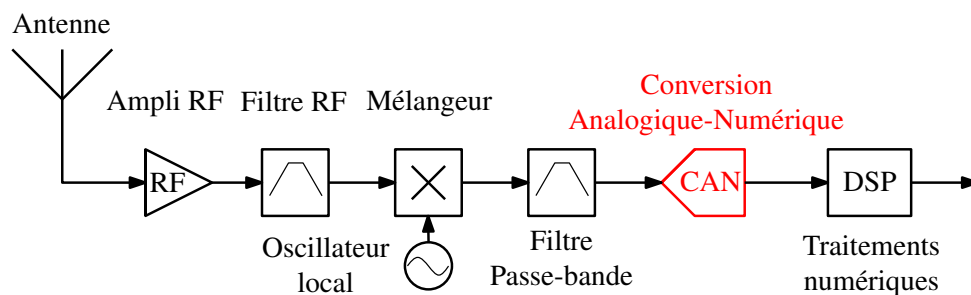 Antenne
Ampli RF
Filtre RF
Mélangeur
Conversion
Analogique-Numérique
RF
CAN
DSP
Oscillateur
local
Filtre
Passe-bande
Traitements
numériques